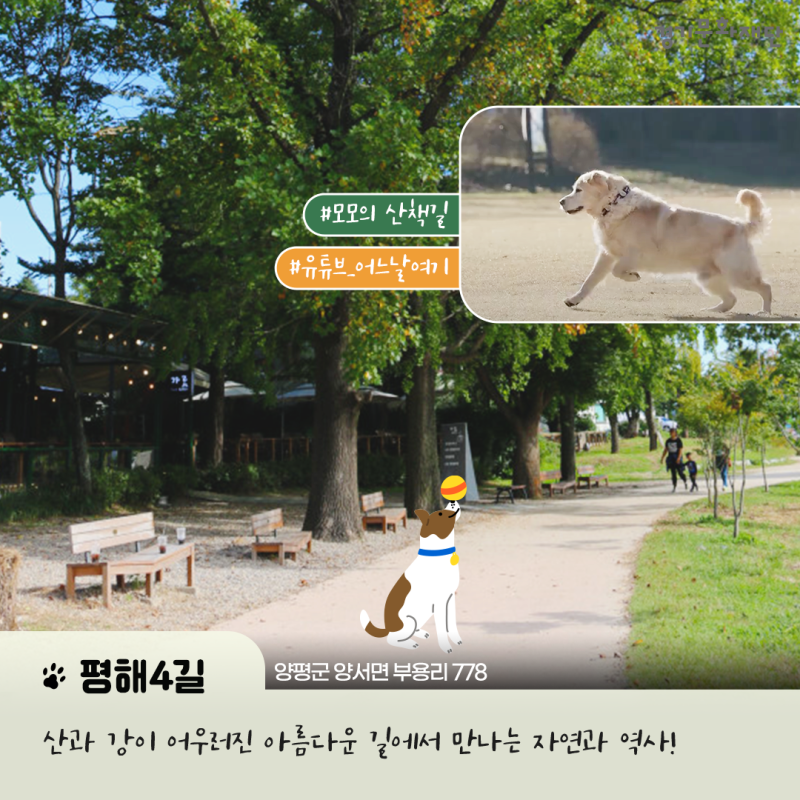 #모모의 산책길
#유튜브_어느날여기
평해4길
양평군 양서면 부용리 778
산과 강이 어우러진 아름다운 길에서 만나는 자연과 역사!